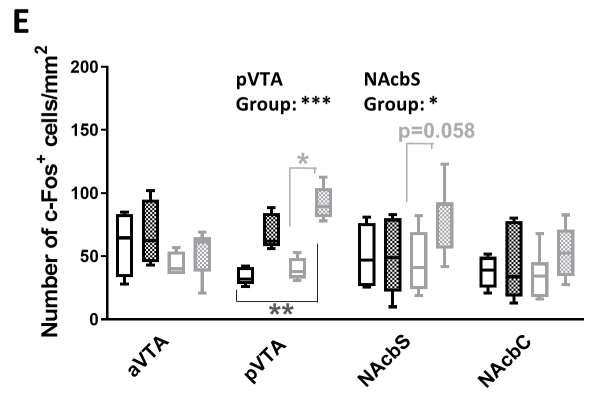 E
Number of c-Fos⁺ cells/mm²
200
150
100
50
0
pVTA
Group: ***
NAcbS
Group: *
p=0.058
*
**
aVTA
pVTA
NAcbS
NAcbC